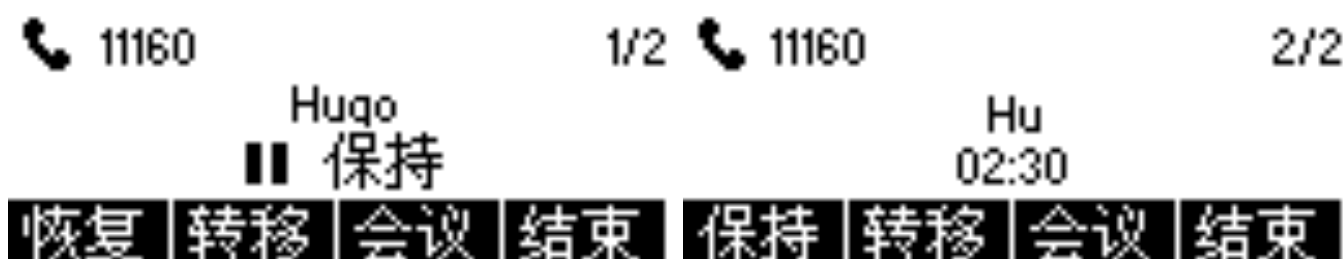 11160 1/2
Hugo
保持
恢复 转移 会议 结束
11160 2/2
Hu
02:30
保持 转移 会议 结束